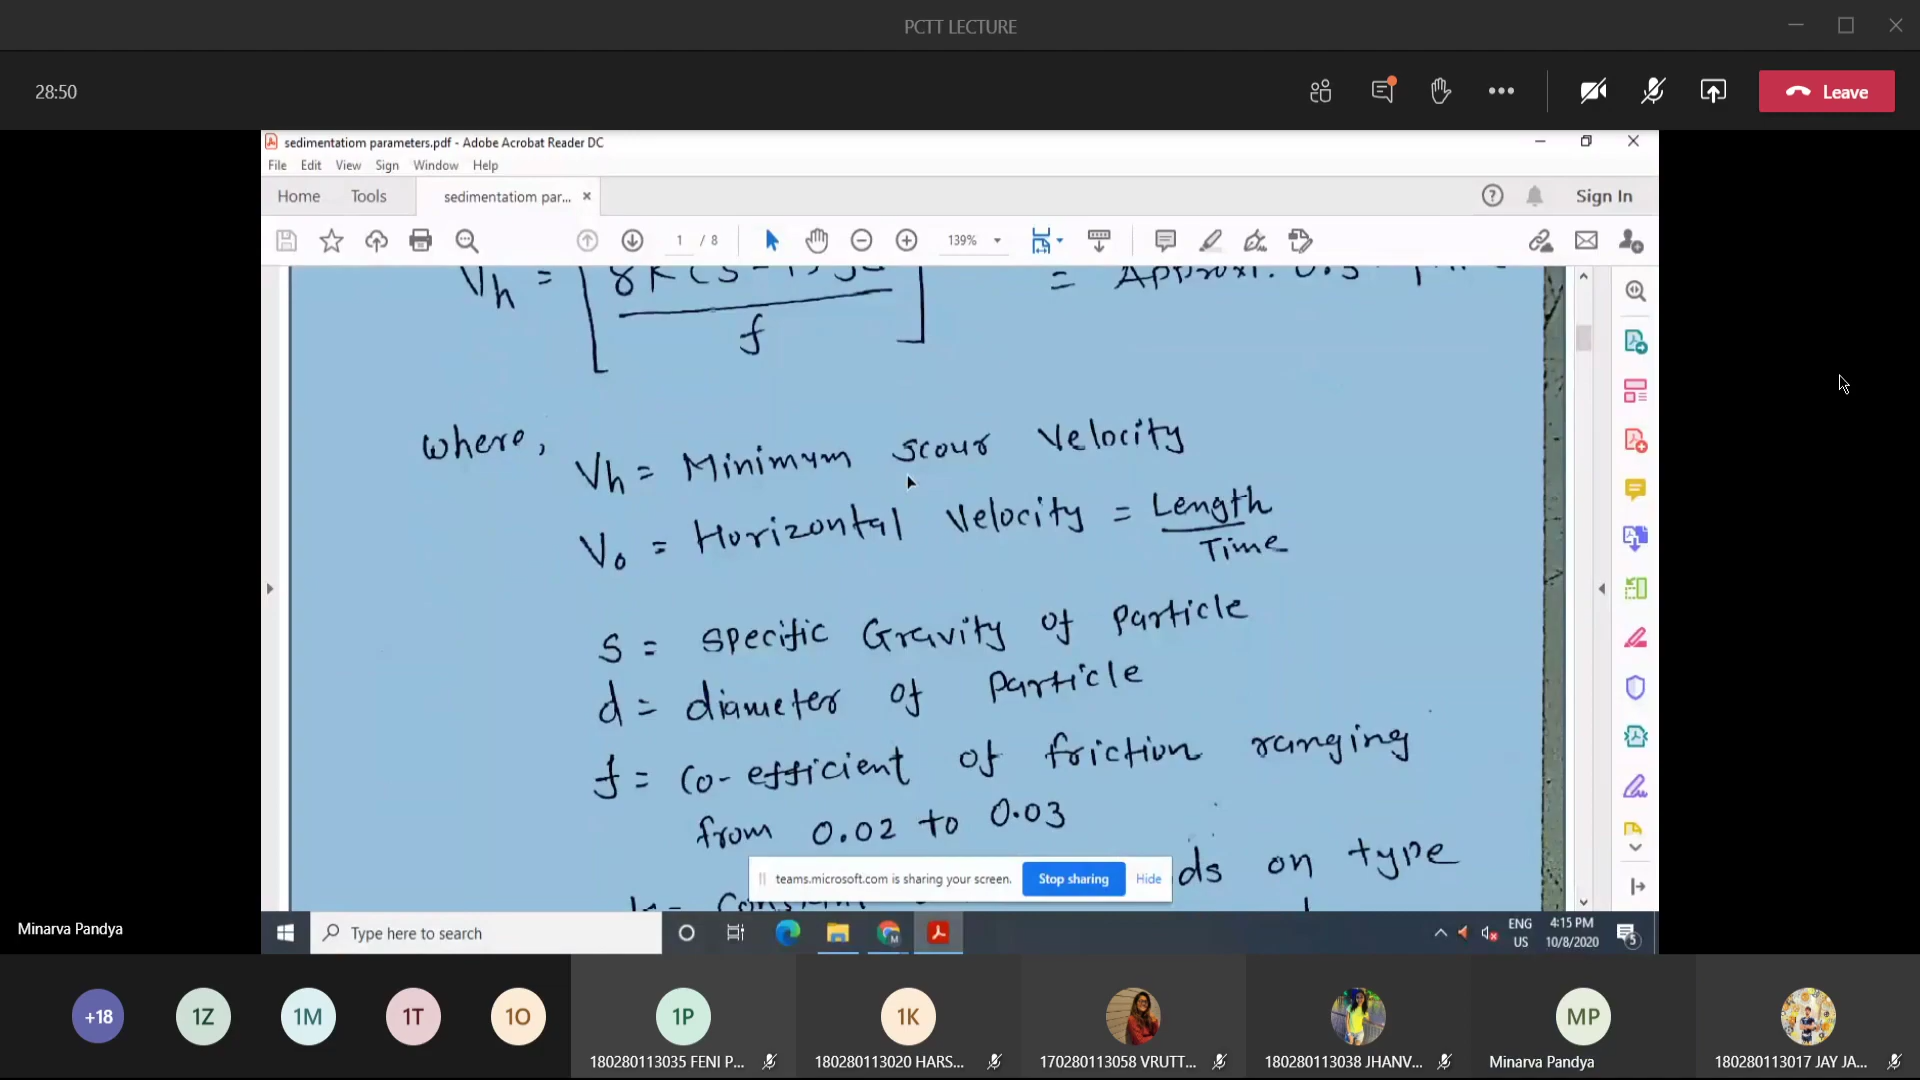 PCTT LECTURE
28:50
Leave
sedimentatiom parameters.pdf - Adobe Acrobat Reader DC
File Edit View Window Sign Help
Home Tools sedimentatiom par... × Sign In
1 / 8 139%
Vh =
f
where,
Vh = Minimum scour velocity
Vo = Horizontal velocity = Length
Time
S = specific Gravity of particle
d = diameter of particle
f = Co-efficient of friction ranging
from 0.02 to 0.03
on type
teams.microsoft.com is sharing your screen. Stop sharing Hide
Minarva Pandya
Type here to search
ENG
US
4:15 PM
10/8/2020
5
+18 1Z 1M 1T 1O 1P 1K MP
180280113035 FENI P... 180280113020 HARS... 170280113058 VRUTT... 180280113038 JHANV... Minarva Pandya 180280113017 JAY JA...